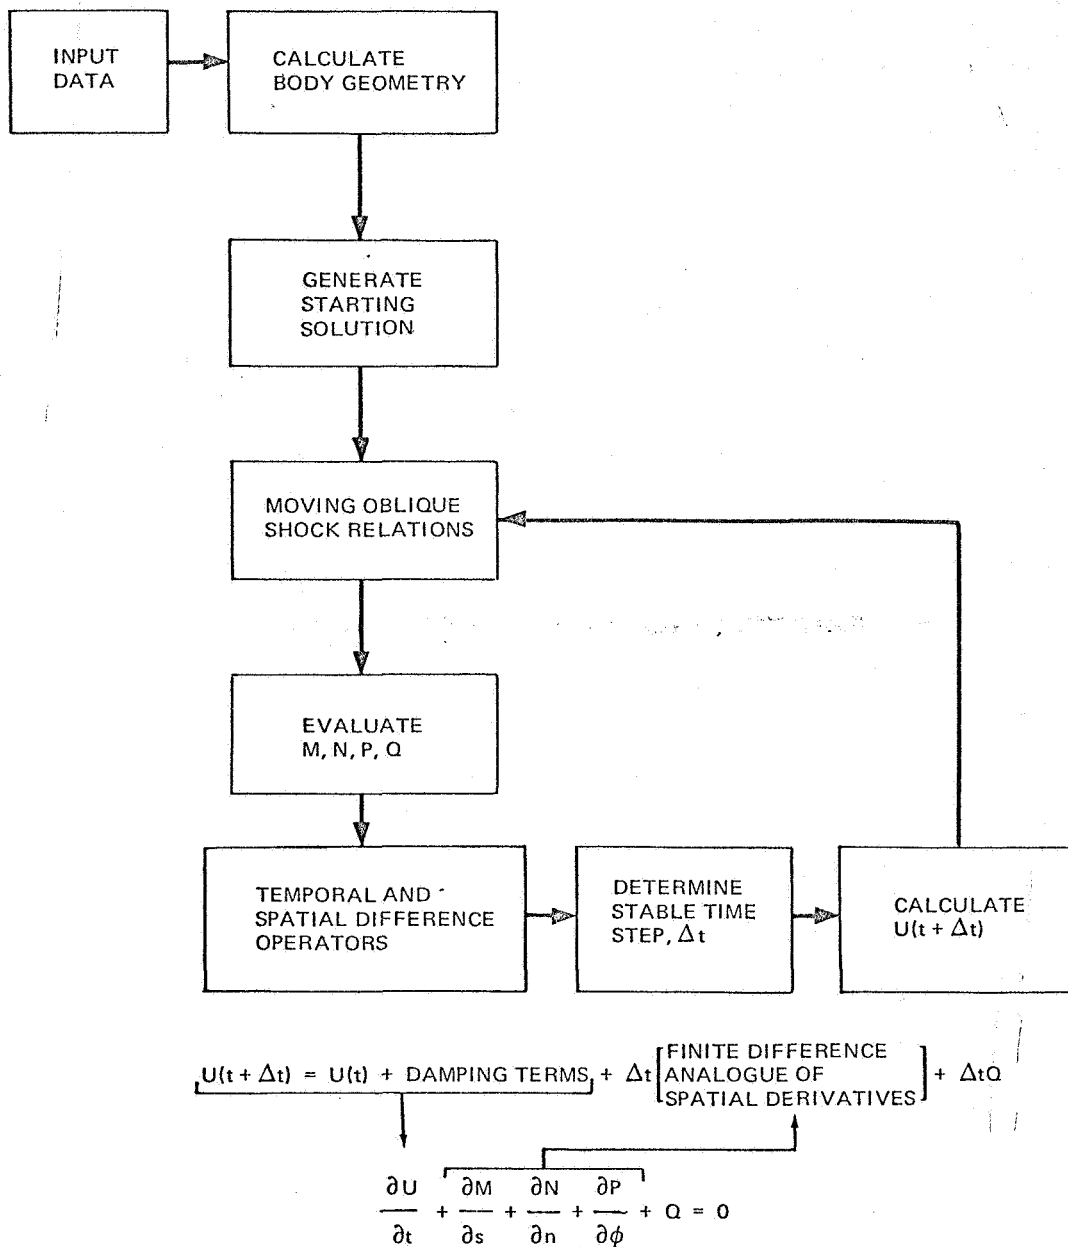 INPUT
DATA
CALCULATE
BODY GEOMETRY
GENERATE
STARTING
SOLUTION
MOVING OBLIQUE
SHOCK RELATIONS
EVALUATE
M, N, P, Q
TEMPORAL AND
SPATIAL DIFFERENCE
OPERATORS
DETERMINE
STABLE TIME
STEP, Δt
CALCULATE
U(t + Δt)
U(t + Δt) = U(t) + DAMPING TERMS + Δt [FINITE DIFFERENCE
ANALOGUE OF
SPATIAL DERIVATIVES] + ΔtQ
∂U/∂t + ∂M/∂s + ∂N/∂n + ∂P/∂ϕ + Q = 0